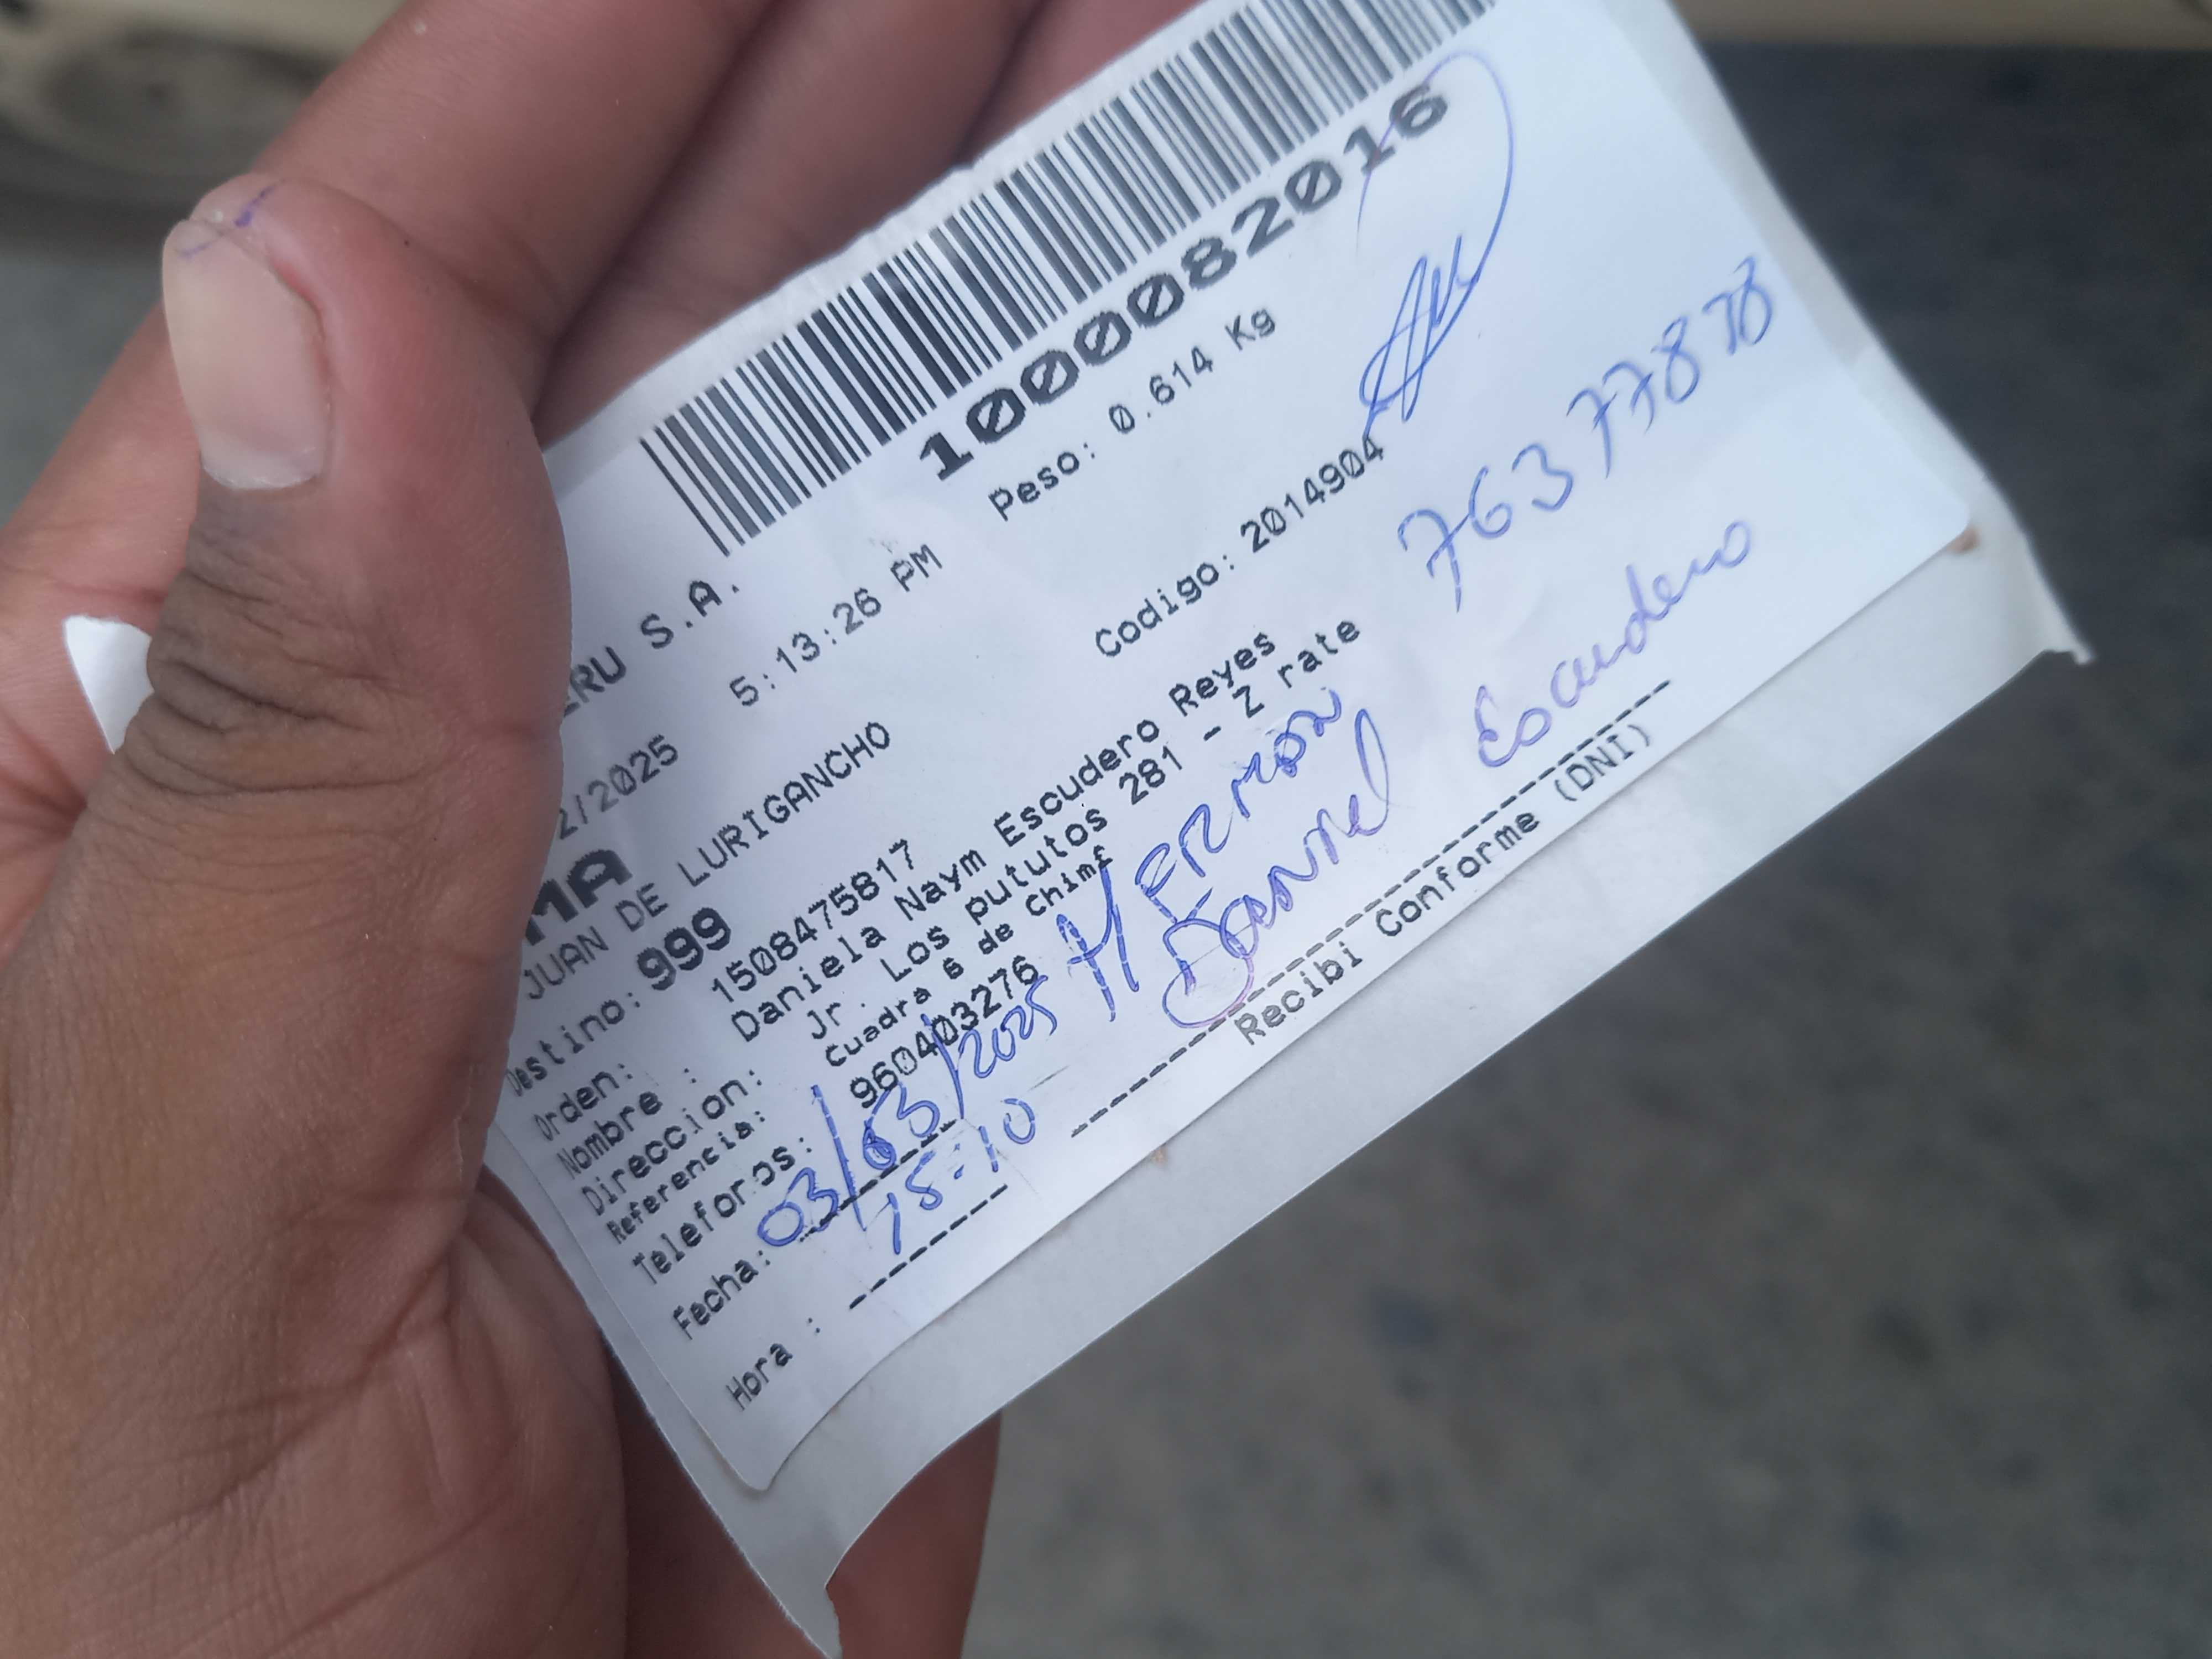 1000082016
Peso: 0.614 Kg
ERU S.A.
2/2025 5:13:26 PM
MA
JUAN DE LURIGANCHO
Codigo: 2014904
Destino: 999
Orden: 1508475817
Nombre : Daniela Naym Escudero Reyes
Direccion: Jr. Los pututos 281 - Z rate
Referencia: Cuadra 6 de Chimf
Telefonos: 960403276
76377878
HERMAN
Daniel Escudero
Fecha: 03/03/2025
Hora : 15:10
Recibi Conforme (DNI)